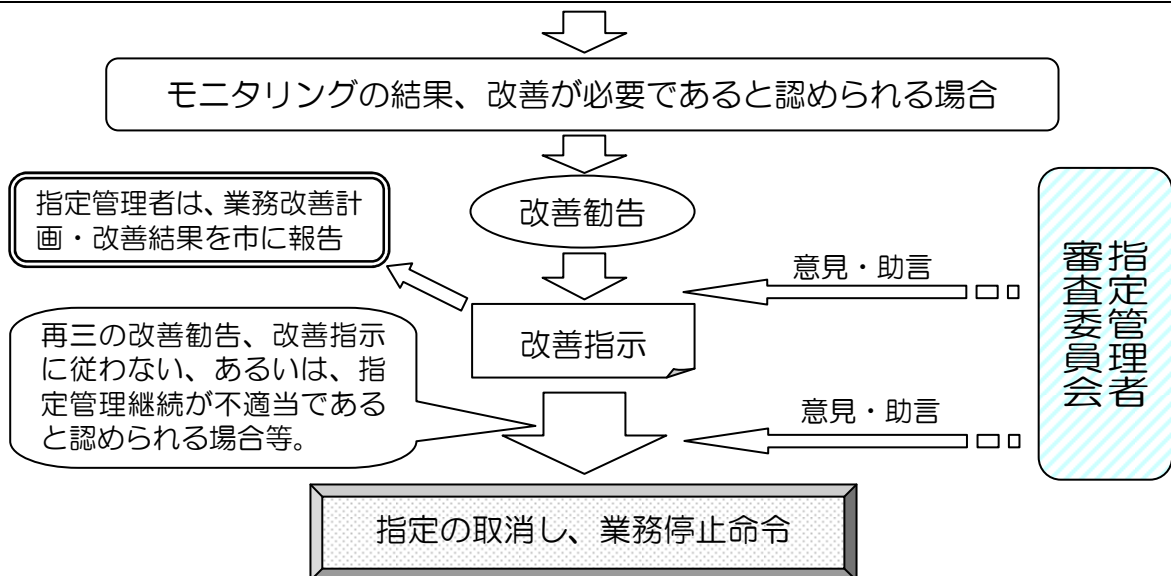 モニタリングの結果、改善が必要であると認められる場合
指定管理者は、業務改善計
画・改善結果を市に報告
改善勧告
意見・助言
改善指示
再三の改善勧告、改善指示
に従わない、あるいは、指
定管理継続が不適当である
と認められる場合等。
意見・助言
指定管理者
審査委員会
指定の取消し、業務停止命令